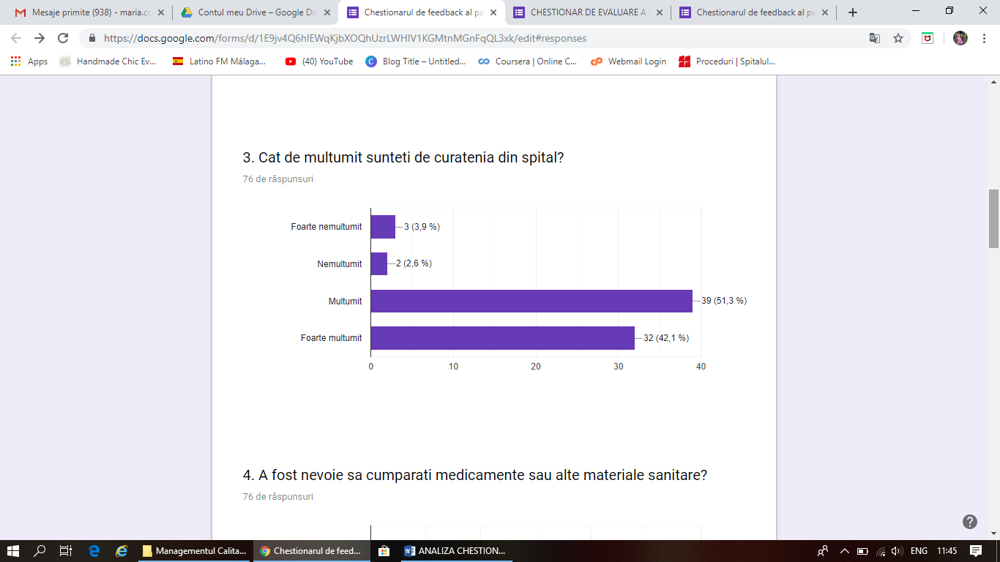 Mesaje primite (938) - maria.co
Contul meu Drive – Google Dri
Chestionarul de feedback al pa
CHESTIONAR DE EVALUARE A S
Chestionarul de feedback al pa
https://docs.google.com/forms/d/1E9jv4Q6hIEWqKjbXOQhUzrLWHIV1KGMtnMGnFqQL3xk/edit#responses
Apps
Handmade Chic Ev...
Latino FM Málaga...
(40) YouTube
Blog Title – Untitled...
Coursera | Online C...
Webmail Login
Proceduri | Spitalul...
3. Cat de multumit sunteti de curatenia din spital?
76 de răspunsuri
Foarte nemultumit
3 (3,9 %)
Nemultumit
2 (2,6 %)
Multumit
39 (51,3 %)
Foarte multumit
32 (42,1 %)
0 10 20 30 40
4. A fost nevoie sa cumparati medicamente sau alte materiale sanitare?
76 de răspunsuri
Managementul Calita...
Chestionarul de feed...
ANALIZA CHESTION...
ENG
11:45